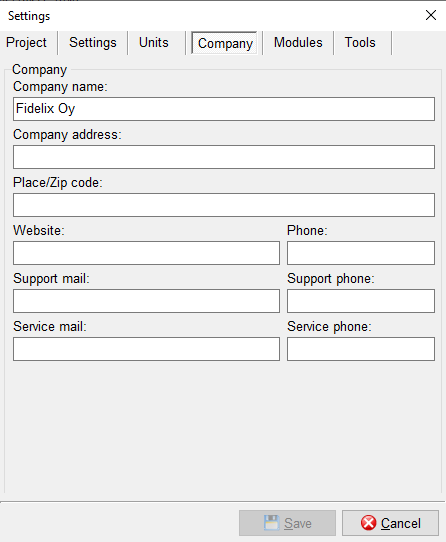 Settings
Project Settings Units Company Modules Tools
Company
Company name:
Fidelix Oy
Company address:
Place/Zip code:
Website: Phone:
Support mail: Support phone:
Service mail: Service phone:
Save Cancel